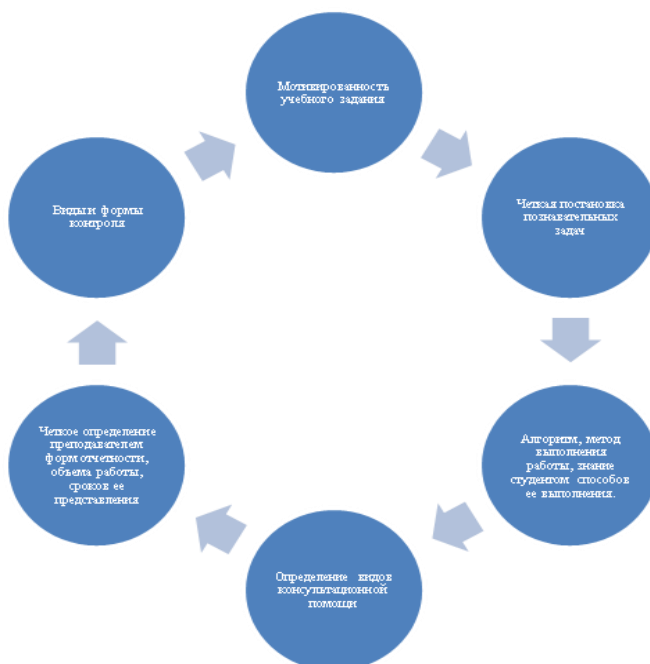 Мотивированность
учебного задания
Четкая постановка
познавательных
задач
Алгоритм, метод
выполнения
работы, знание
студентом способов
ее выполнения.
Определение видов
консультационной
помощи
Четкое определение
преподавателем
форм отчетности,
объема работы,
сроков ее
представления
Виды и формы
контроля